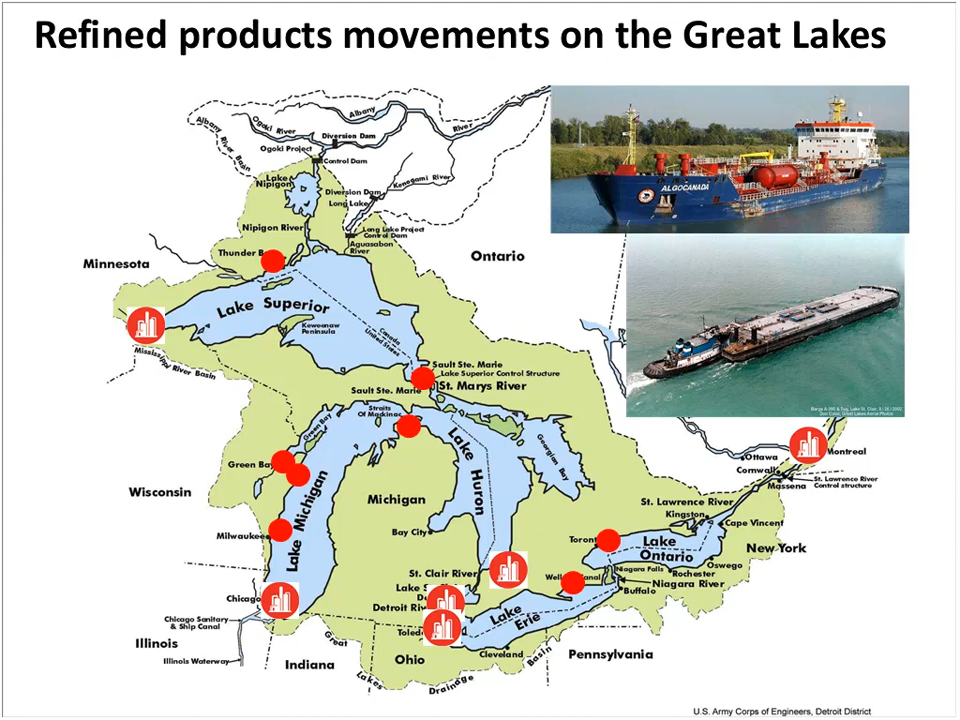 Refined products movements on the Great Lakes
Albany
River
Ogoki River
Diversion Dam
Albany River Basin
Ogoki Project
Control Dam
Lake
Nipigon
Kenogami River
Diversion Dam
Long Lake
ALGOCANADA
Nipigon River
Long Lake Project
Control Dam
Aguasabon
River
Thunder
Ontario
Minnesota
Lake Superior
Keweenaw
Peninsula
Canada
United States
Mississippi River Basin
Sault Ste. Marie
Lake Superior Control Structure
Sault Ste. Marie
St. Marys River
Straits
Of Mackinac
Green Bay
Georgian Bay
Lake Huron
Green Bay
Ottawa
Montreal
Cornwall
Massena
St. Lawrence River
Control structure
Wisconsin
Lake Michigan
Michigan
St. Lawrence River
Kingston
Cape Vincent
Bay City
Milwaukee
Toront
Lake
Ontario
New York
Oswego
Niagara Falls
Rochester
St. Clair River
Canal
Niagara River
Buffalo
Chicago
Lake
Detroit Riv
Lake
Erie
Chicago Sanitary
& Ship Canal
Toled
Illinois
Cleveland
Pennsylvania
Illinois Waterway
Indiana
Ohio
Great Lakes Drainage Basin
U.S. Army Corps of Engineers, Detroit District